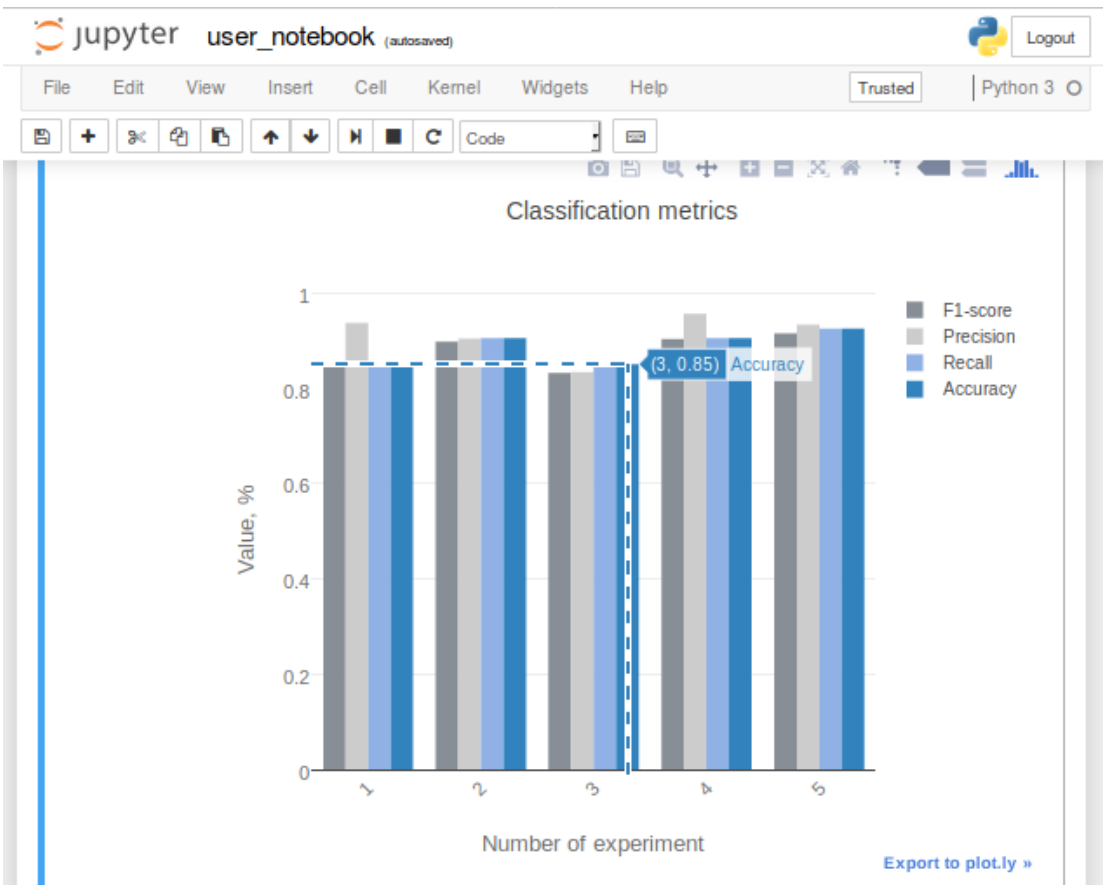 jupyter user_notebook (autosaved) Logout
File Edit View Insert Cell Kernel Widgets Help Trusted Python 3
Code
Classification metrics
1
0.8
0.6
0.4
0.2
0
Value, %
(3, 0.85) Accuracy
F1-score
Precision
Recall
Accuracy
1 2 3 4 5
Number of experiment
Export to plot.ly »